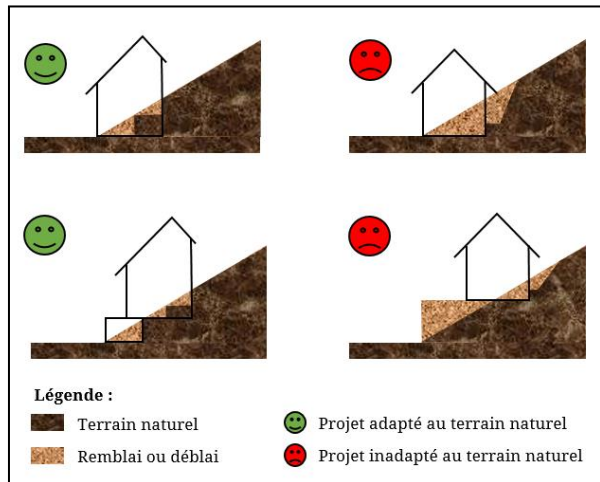 Légende :
Terrain naturel
Projet adapté au terrain naturel
Remblai ou déblai
Projet inadapté au terrain naturel